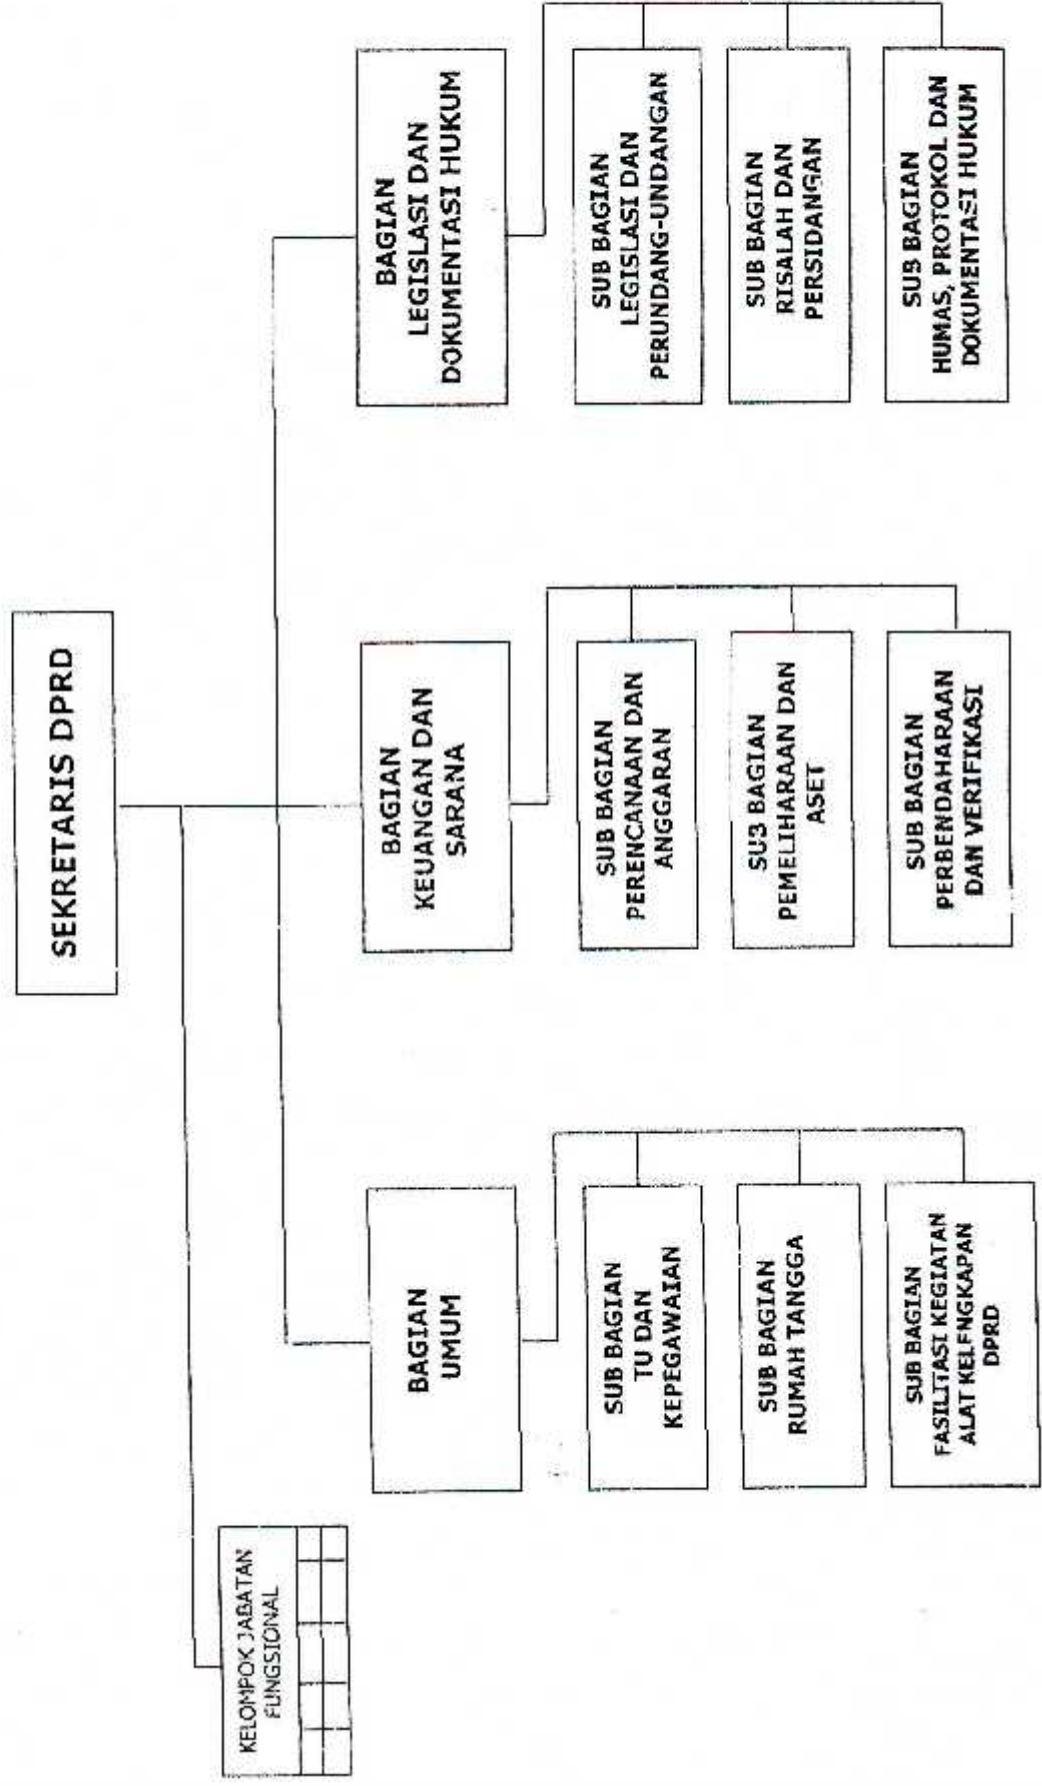 SEKRETARIS DPRD
KELOMPOK JABATAN
FUNGSIONAL
BAGIAN
UMUM
SUB BAGIAN
TU DAN
KEPEGAWAIAN
SUB BAGIAN
RUMAH TANGGA
SUB BAGIAN
FASILITASI KEGIATAN
ALAT KELENGKAPAN
DPRD
BAGIAN
KEUANGAN DAN
SARANA
SUB BAGIAN
PERENCANAAN DAN
ANGGARAN
SUB BAGIAN
PEMELIHARAAN DAN
ASET
SUB BAGIAN
PERBENDAHARAAN
DAN VERIFIKASI
BAGIAN
LEGISLASI DAN
DOKUMENTASI HUKUM
SUB BAGIAN
LEGISLASI DAN
PERUNDANG-UNDANGAN
SUB BAGIAN
RISALAH DAN
PERSIDANGAN
SUB BAGIAN
HUMAS, PROTOKOL DAN
DOKUMENTASI HUKUM